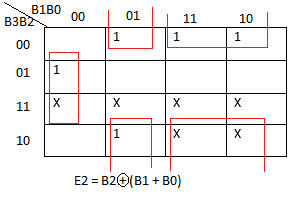 B1B0
B3B2 00 01 11 10
00 1 1 1
01 1
11 X X X X
10 1 X X
E2 = B2⊕(B1 + B0)